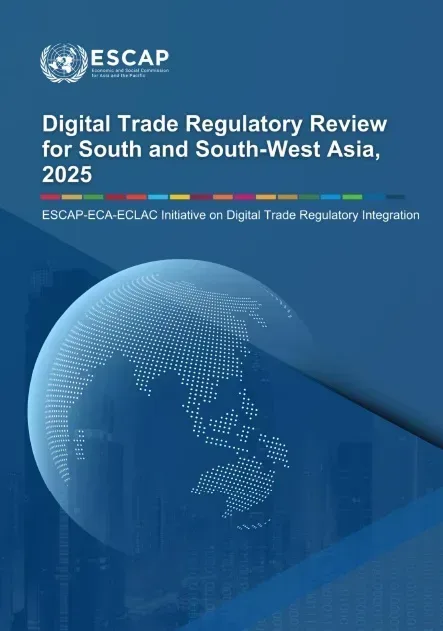 ESCAP
Economic and Social Commission
for Asia and the Pacific
Digital Trade Regulatory Review
for South and South-West Asia,
2025
ESCAP-ECA-ECLAC Initiative on Digital Trade Regulatory Integration